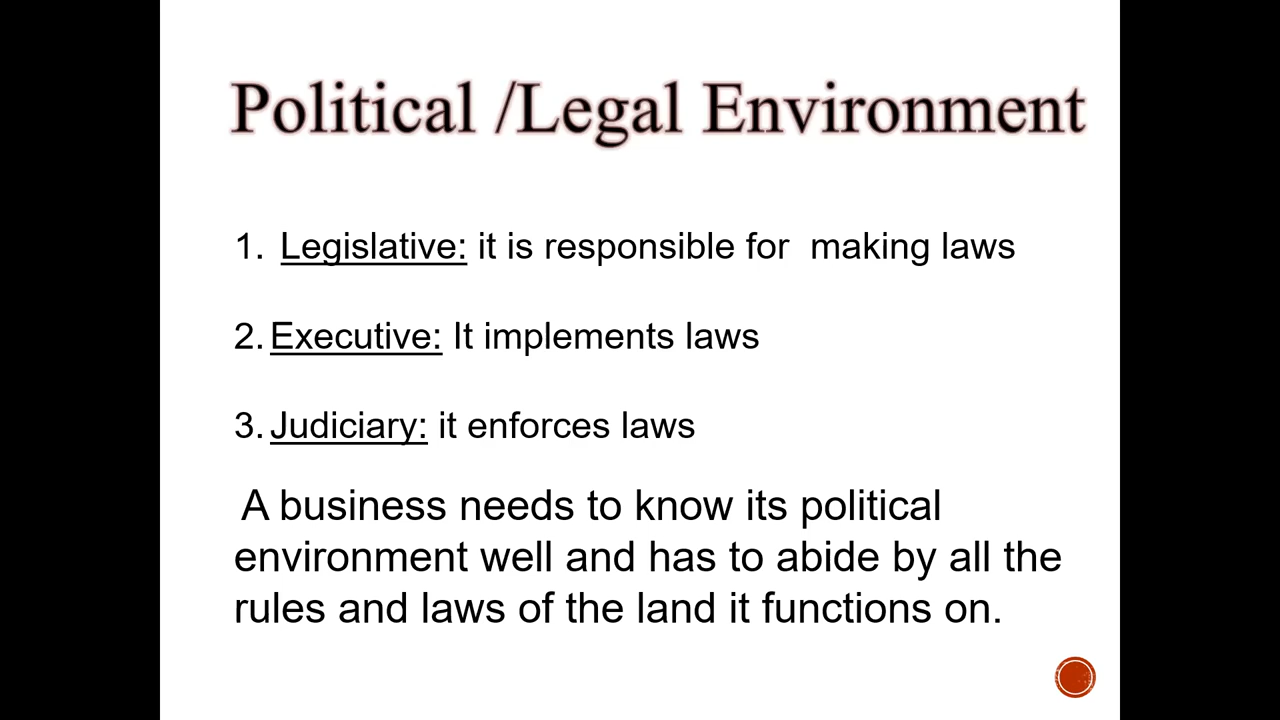 Political /Legal Environment
1. Legislative: it is responsible for  making laws
2. Executive: It implements laws
3. Judiciary: it enforces laws
A business needs to know its political
environment well and has to abide by all the
rules and laws of the land it functions on.